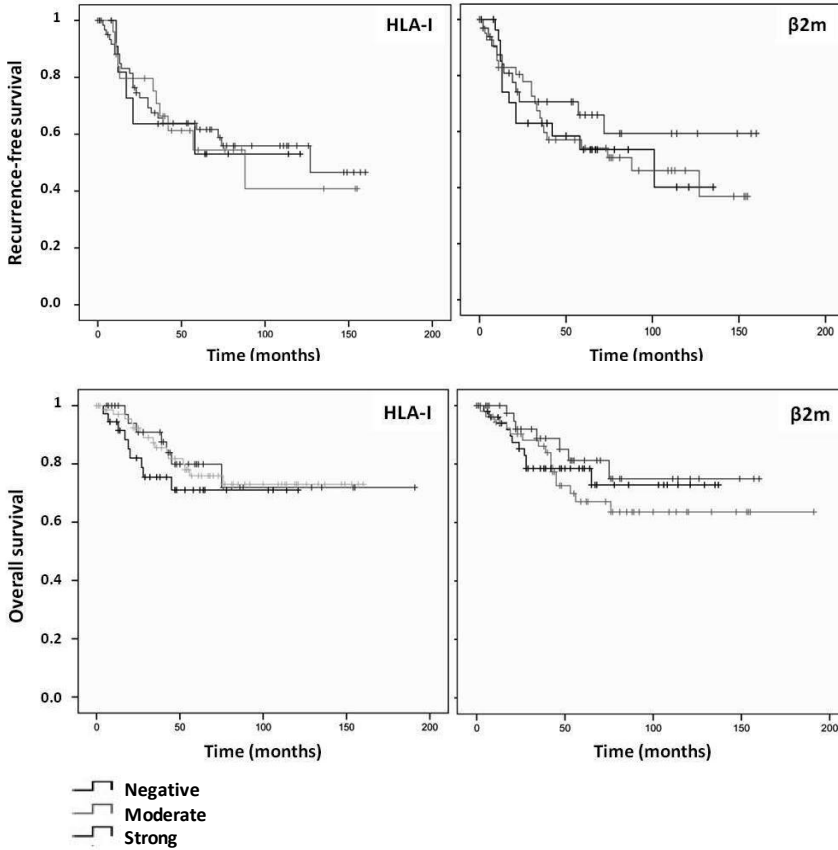 HLA-I
β2m
Recurrence-free survival
1
0.8
0.6
0.4
0.2
0.0
0 50 100 150 200
0 50 100 150 200
Time (months)
Time (months)
HLA-I
β2m
Overall survival
1
0.8
0.6
0.4
0.2
0.0
0 50 100 150 200
0 50 100 150 200
Time (months)
Time (months)
Negative
Moderate
Strong